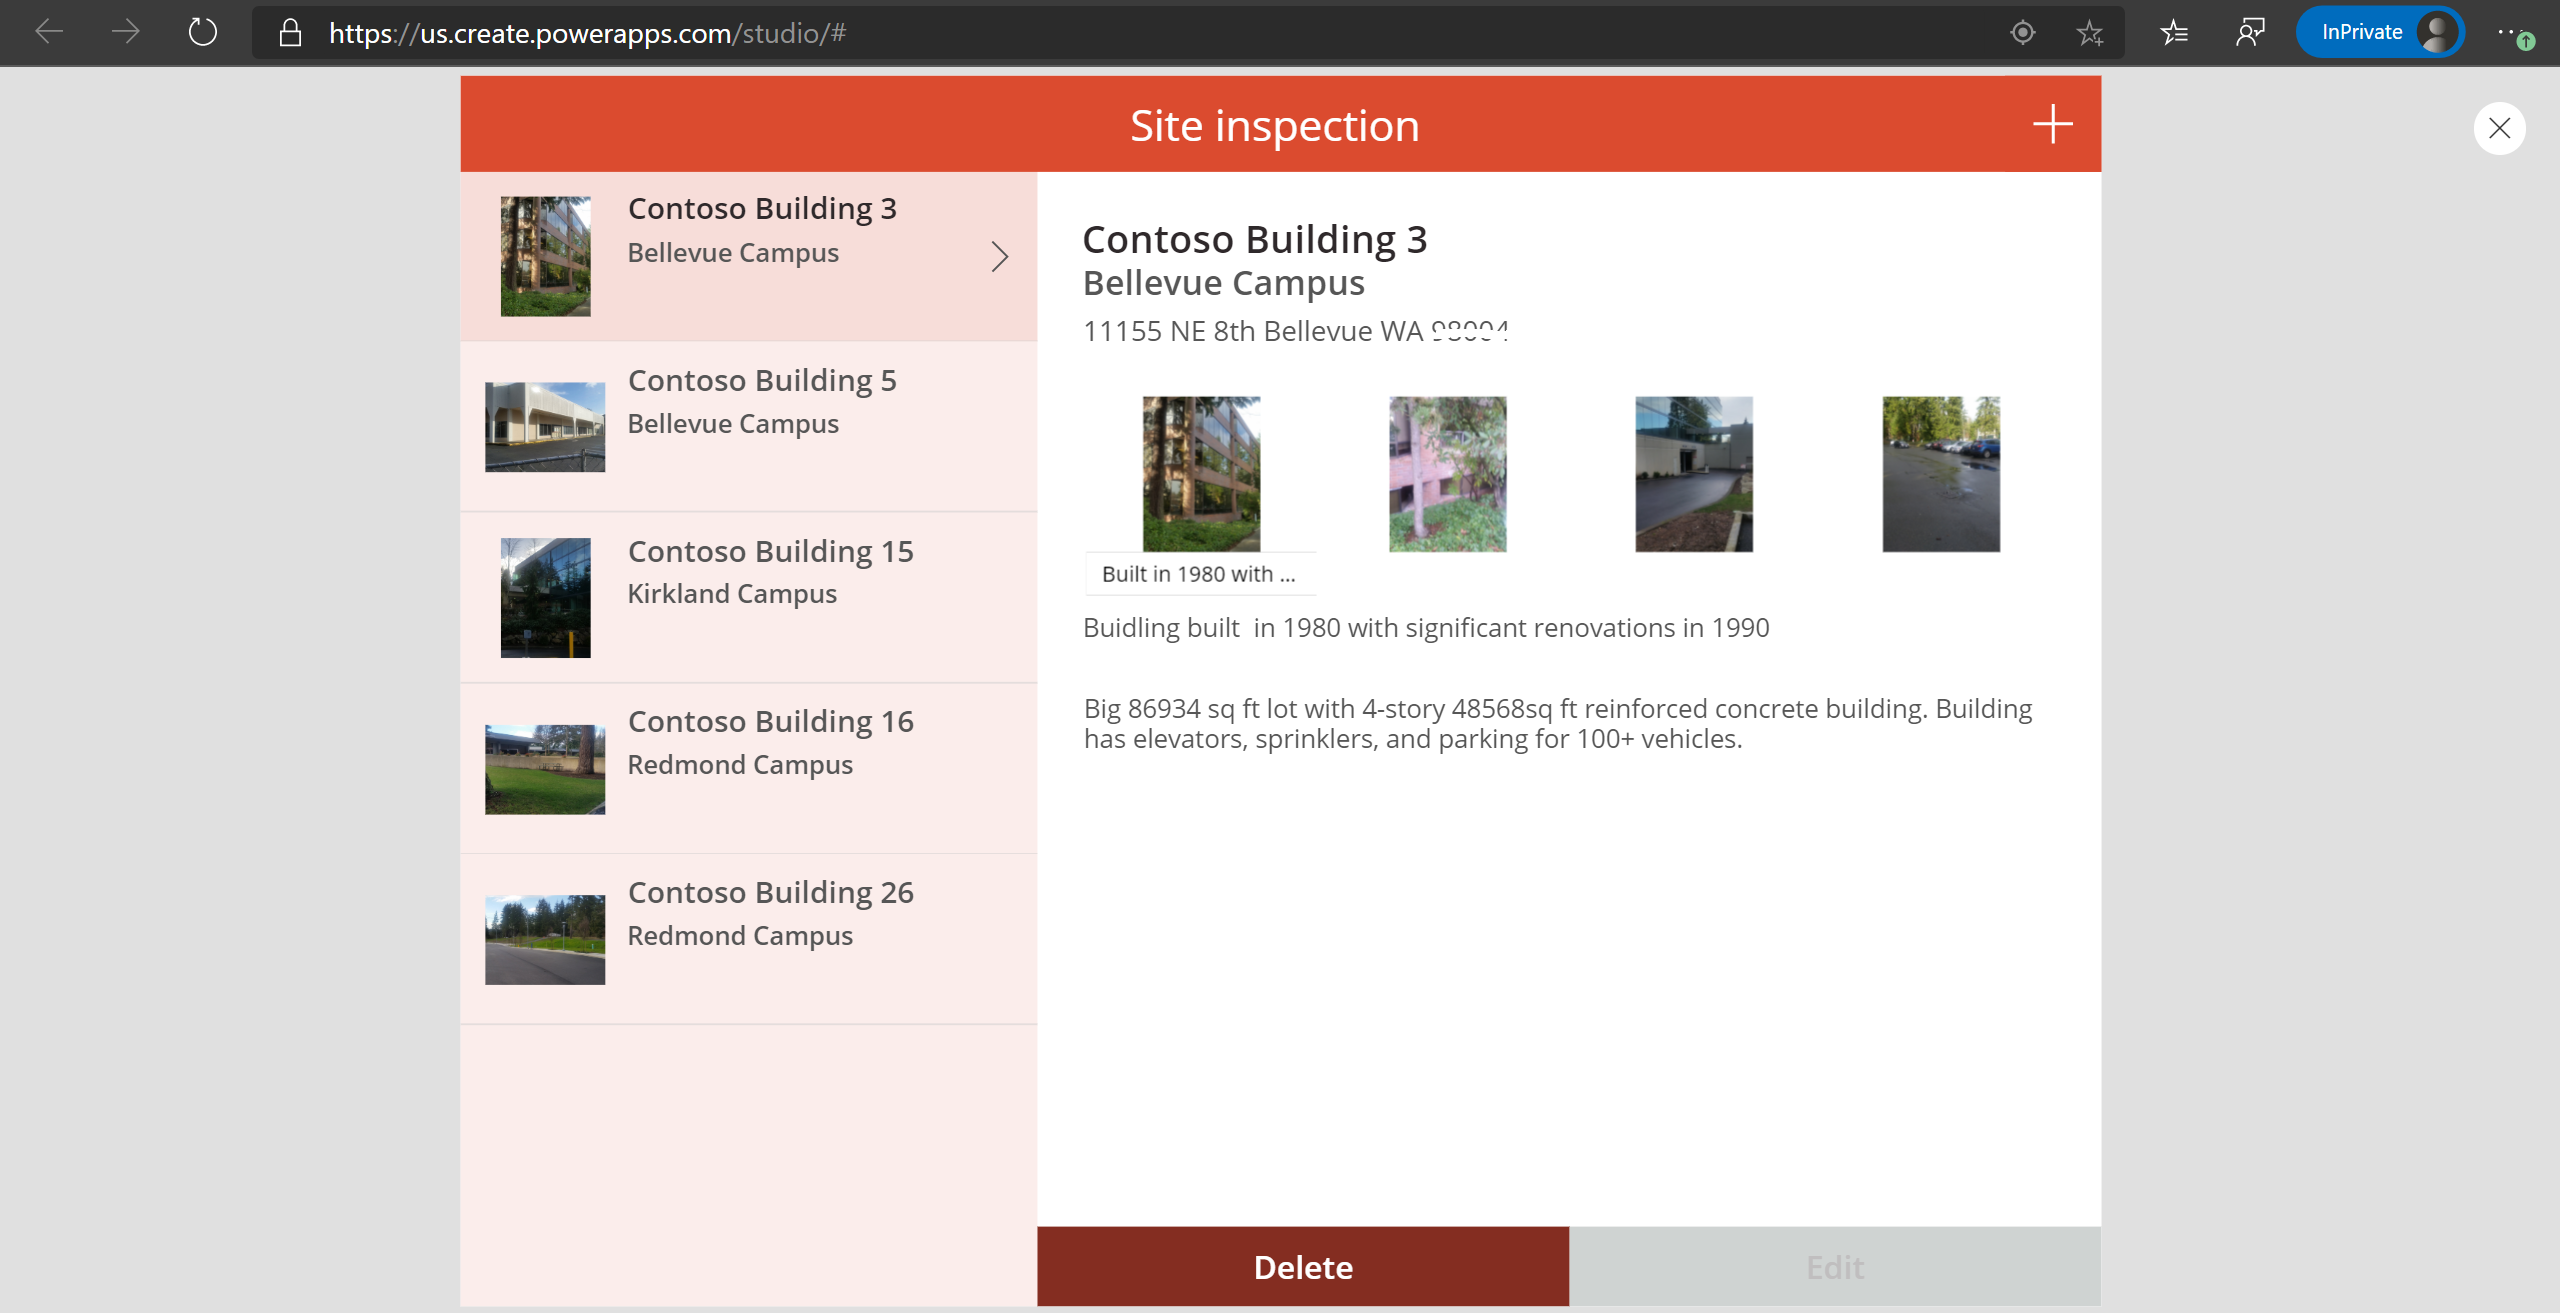 https://us.create.powerapps.com/studio/#
InPrivate
Site inspection
Contoso Building 3
Bellevue Campus
Contoso Building 5
Bellevue Campus
Contoso Building 15
Kirkland Campus
Contoso Building 16
Redmond Campus
Contoso Building 26
Redmond Campus
Contoso Building 3
Bellevue Campus
11155 NE 8th Bellevue WA
Built in 1980 with ...
Buidling built  in 1980 with significant renovations in 1990
Big 86934 sq ft lot with 4-story 48568sq ft reinforced concrete building. Building
has elevators, sprinklers, and parking for 100+ vehicles.
Delete
Edit